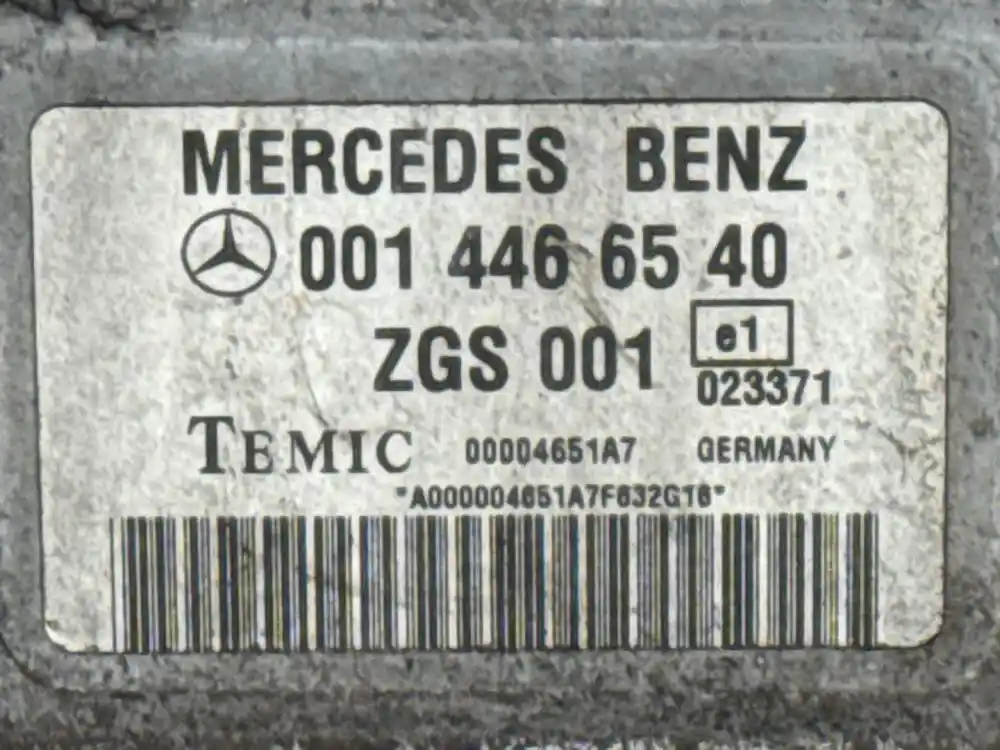 MERCEDES BENZ
001 446 65 40
ZGS 001 e1
023371
TEMIC 00004651A7 GERMANY
*A000004651A7F632G16*